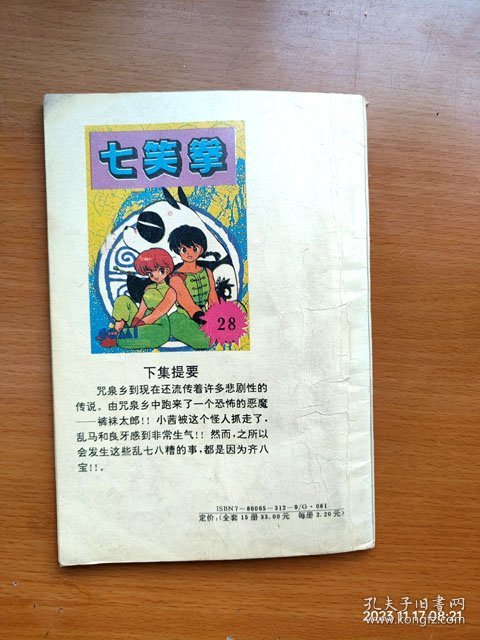 七笑拳
28
下集提要
咒泉乡到现在还流传着许多悲剧性的
传说。由咒泉乡中跑来了一个恐怖的恶魔
——裤袜太郎!! 小茜被这个怪人抓走了,
乱马和良牙感到非常生气!! 然而,之所以
会发生这些乱七八糟的事,都是因为齐八
宝!!。
ISBN7-80065-312-9/G·081
定价:(全套15册33.00元 每册2.20元)
孔夫子旧书网
www.kongfz.com
2023.11.17 08:21